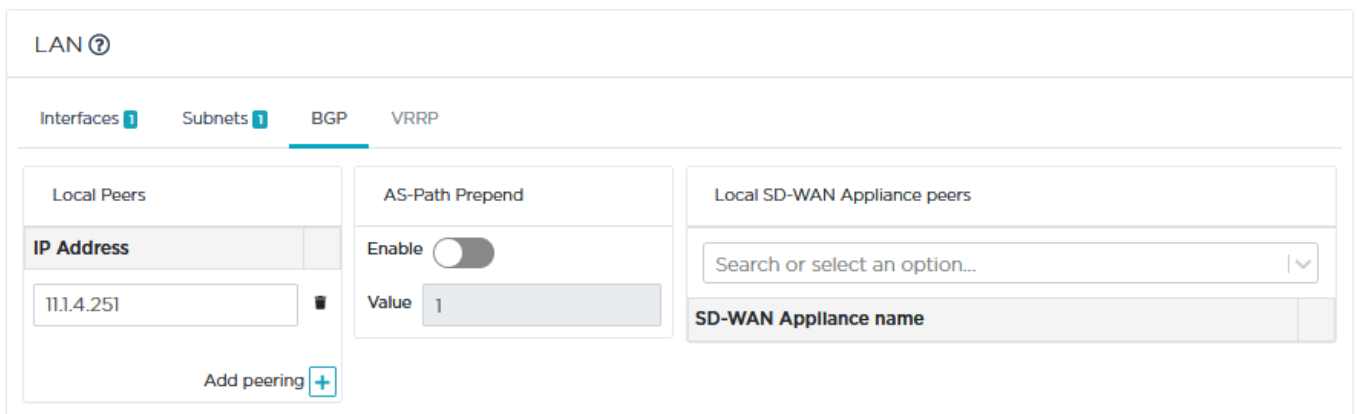 LAN ?
Interfaces 1 Subnets 1 BGP VRRP
Local Peers AS-Path Prepend Local SD-WAN Appliance peers
IP Address Enable Search or select an option...
11.1.4.251 Value 1 SD-WAN Appliance name
Add peering +